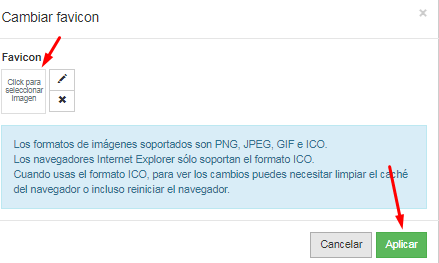 Cambiar favicon
×
Favicon
Click para
seleccionar
imagen
Los formatos de imágenes soportados son PNG, JPEG, GIF e ICO.
Los navegadores Internet Explorer sólo soportan el formato ICO.
Cuando usas el formato ICO, para ver los cambios puedes necesitar limpiar el caché
del navegador o incluso reiniciar el navegador.
Cancelar Aplicar